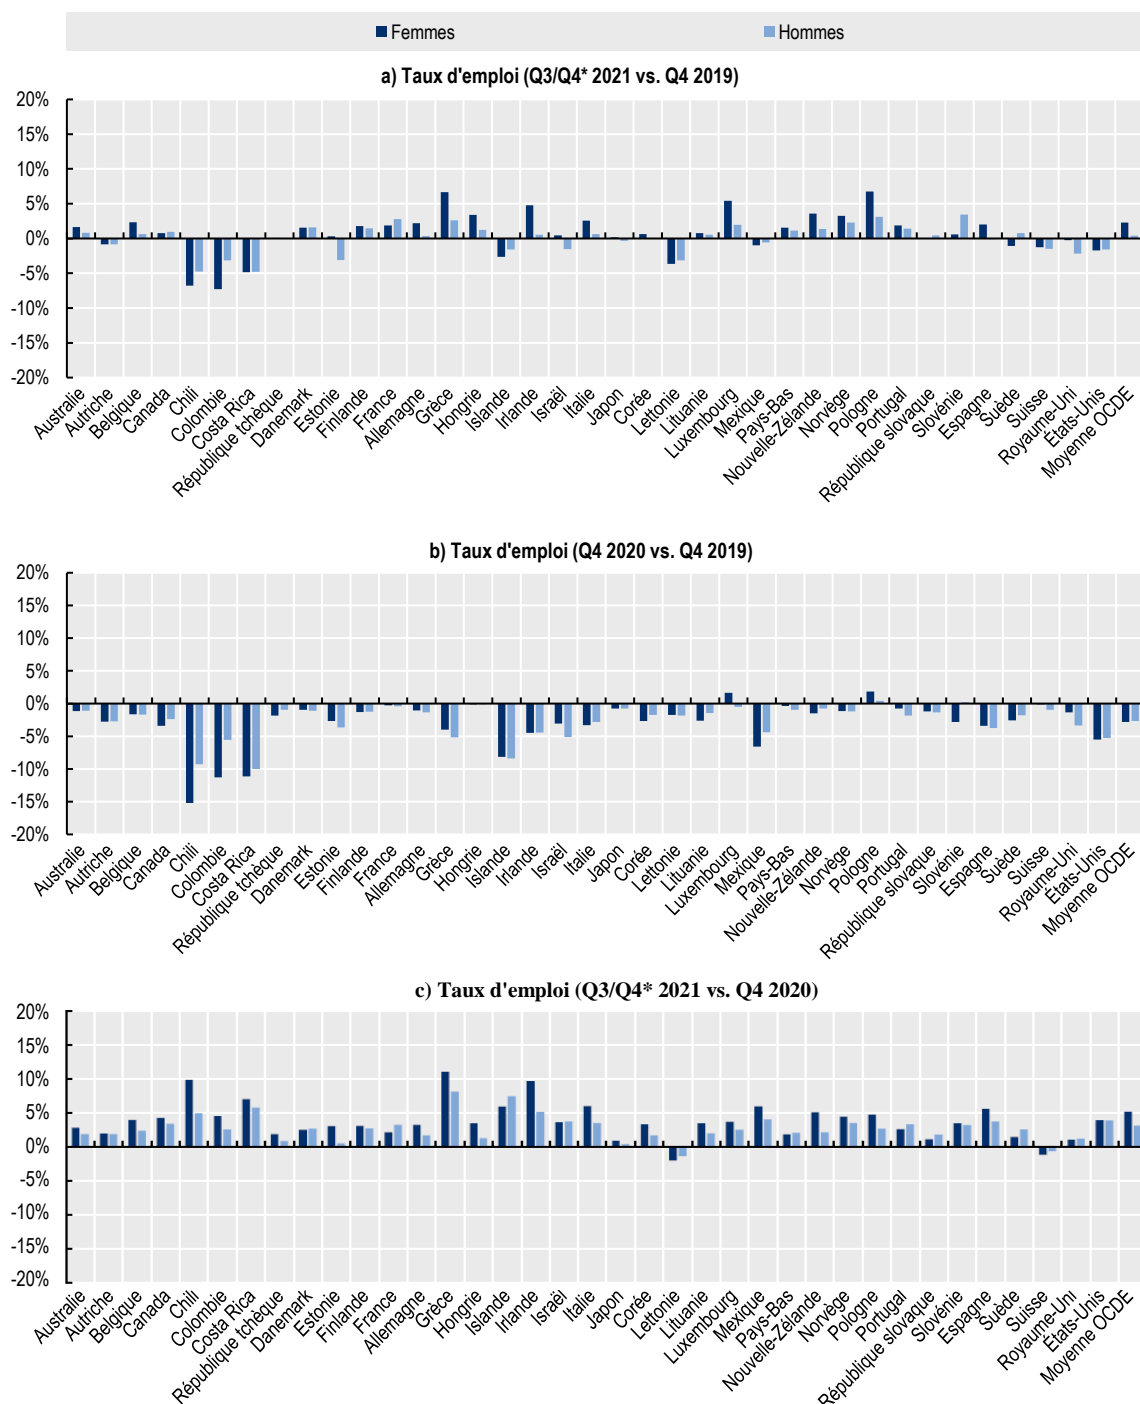 Femmes
Hommes
a) Taux d'emploi (Q3/Q4* 2021 vs. Q4 2019)
20%
15%
10%
5%
0%
-5%
-10%
-15%
-20%
Australie
Autriche
Belgique
Canada
Chili
Colombie
Costa Rica
République tchèque
Danemark
Estonie
Finlande
France
Allemagne
Grèce
Hongrie
Islande
Irlande
Israël
Italie
Japon
Corée
Lettonie
Lituanie
Luxembourg
Mexique
Pays-Bas
Nouvelle-Zélande
Norvège
Pologne
Portugal
République slovaque
Slovénie
Espagne
Suède
Suisse
Royaume-Uni
États-Unis
Moyenne OCDE
b) Taux d'emploi (Q4 2020 vs. Q4 2019)
20%
15%
10%
5%
0%
-5%
-10%
-15%
-20%
Australie
Autriche
Belgique
Canada
Chili
Colombie
Costa Rica
République tchèque
Danemark
Estonie
Finlande
France
Allemagne
Grèce
Hongrie
Islande
Irlande
Israël
Italie
Japon
Corée
Lettonie
Lituanie
Luxembourg
Mexique
Pays-Bas
Nouvelle-Zélande
Norvège
Pologne
Portugal
République slovaque
Slovénie
Espagne
Suède
Suisse
Royaume-Uni
États-Unis
Moyenne OCDE
c) Taux d'emploi (Q3/Q4* 2021 vs. Q4 2020)
20%
15%
10%
5%
0%
-5%
-10%
-15%
-20%
Australie
Autriche
Belgique
Canada
Chili
Colombie
Costa Rica
République tchèque
Danemark
Estonie
Finlande
France
Allemagne
Grèce
Hongrie
Islande
Irlande
Israël
Italie
Japon
Corée
Lettonie
Lituanie
Luxembourg
Mexique
Pays-Bas
Nouvelle-Zélande
Norvège
Pologne
Portugal
République slovaque
Slovénie
Espagne
Suède
Suisse
Royaume-Uni
États-Unis
Moyenne OCDE